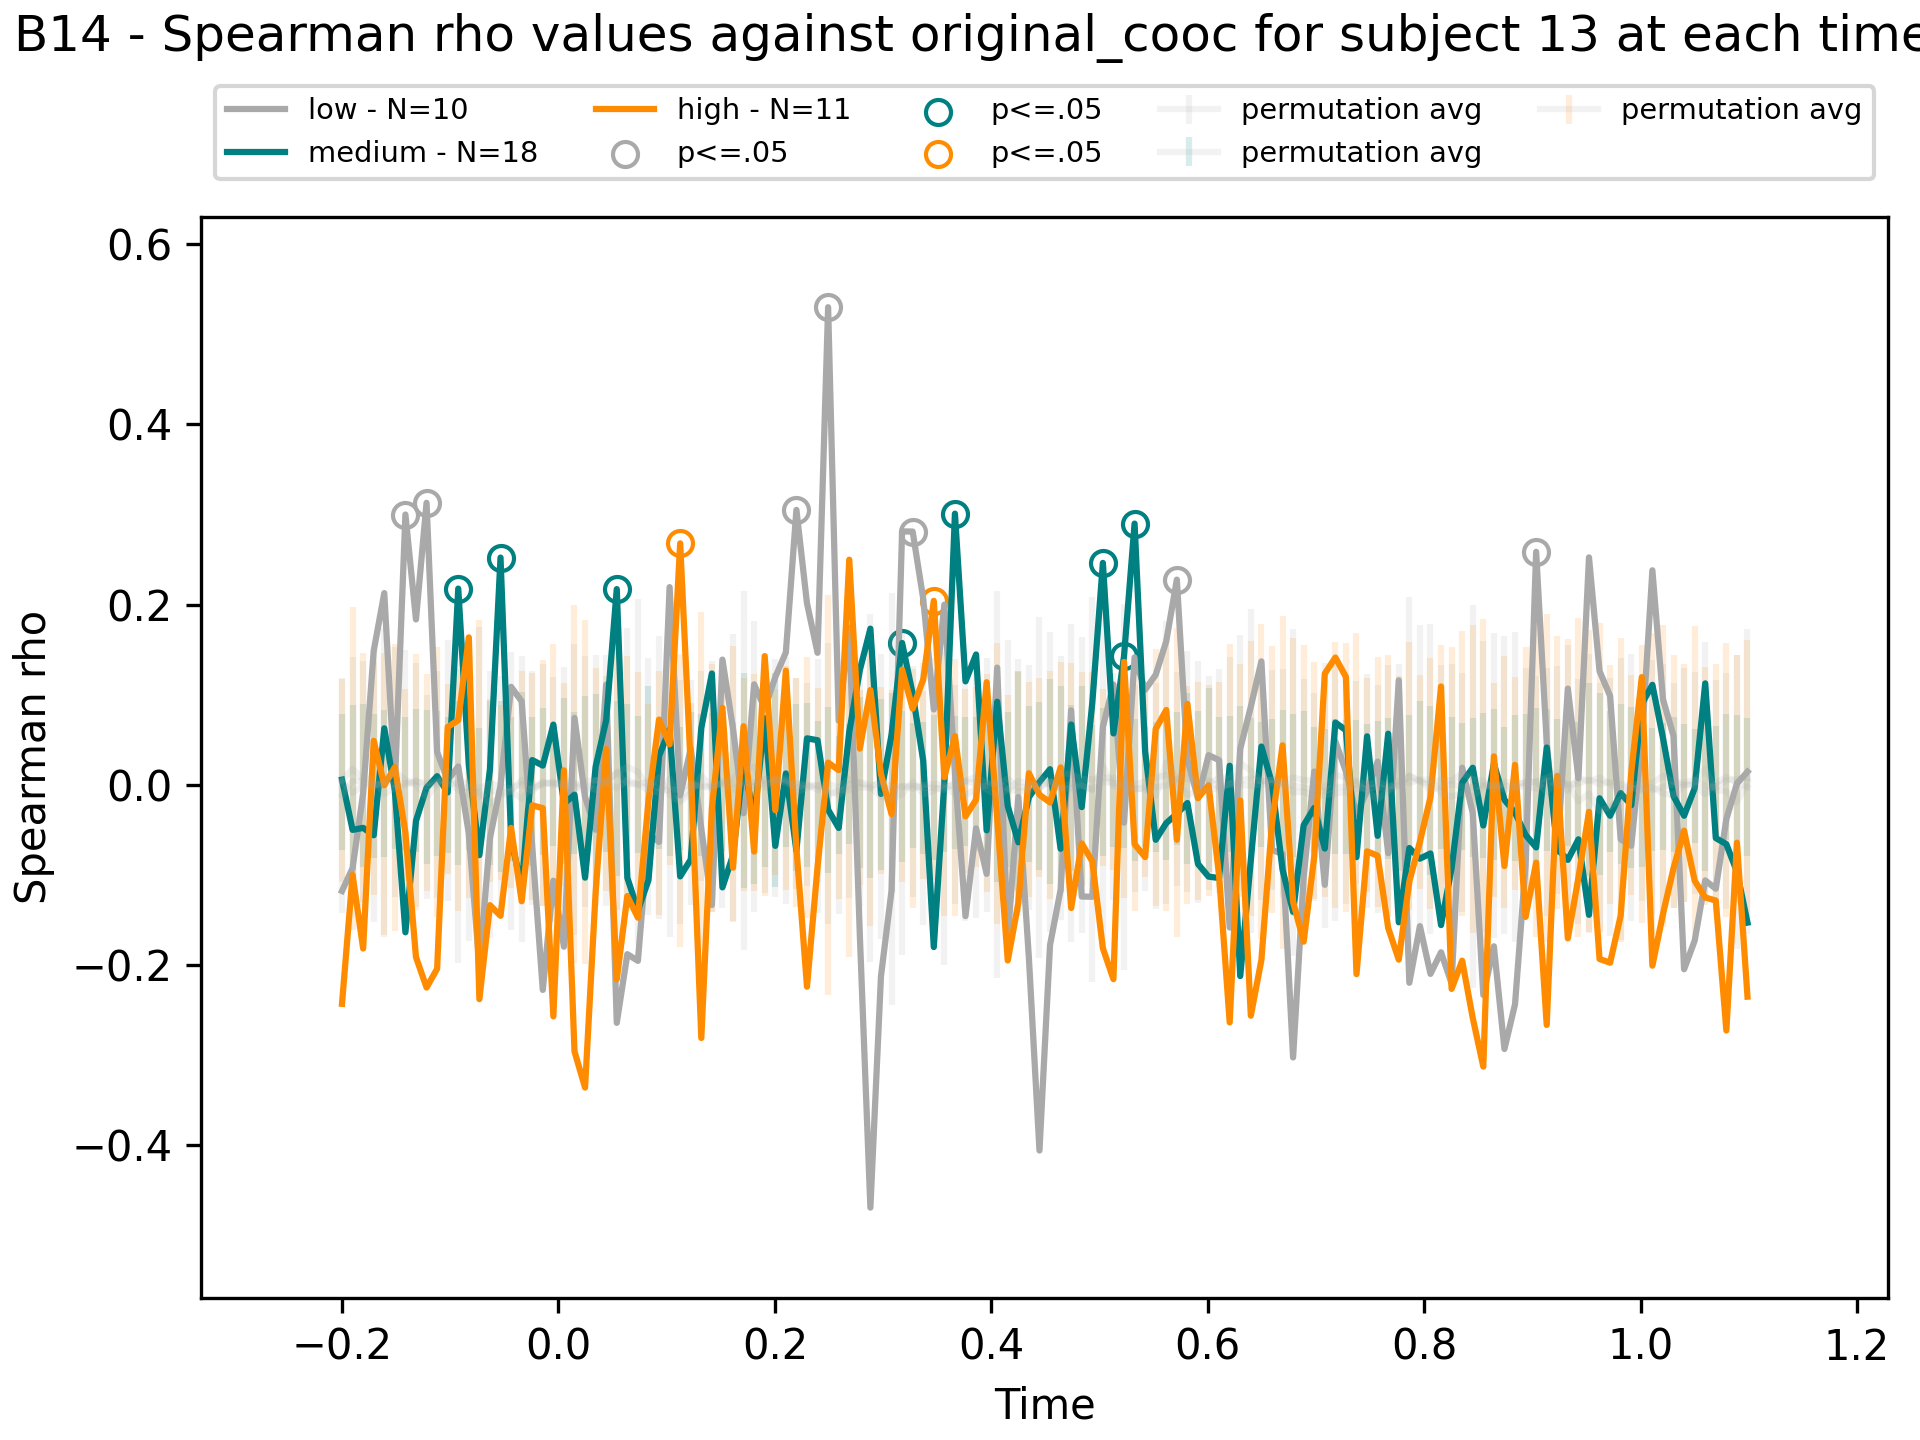 B14 - Spearman rho values against original_cooc for subject 13 at each time
low - N=10
medium - N=18
high - N=11
p<=.05
p<=.05
p<=.05
permutation avg
permutation avg
permutation avg
Spearman rho
0.6
0.4
0.2
0.0
−0.2
−0.4
−0.2 0.0 0.2 0.4 0.6 0.8 1.0 1.2
Time